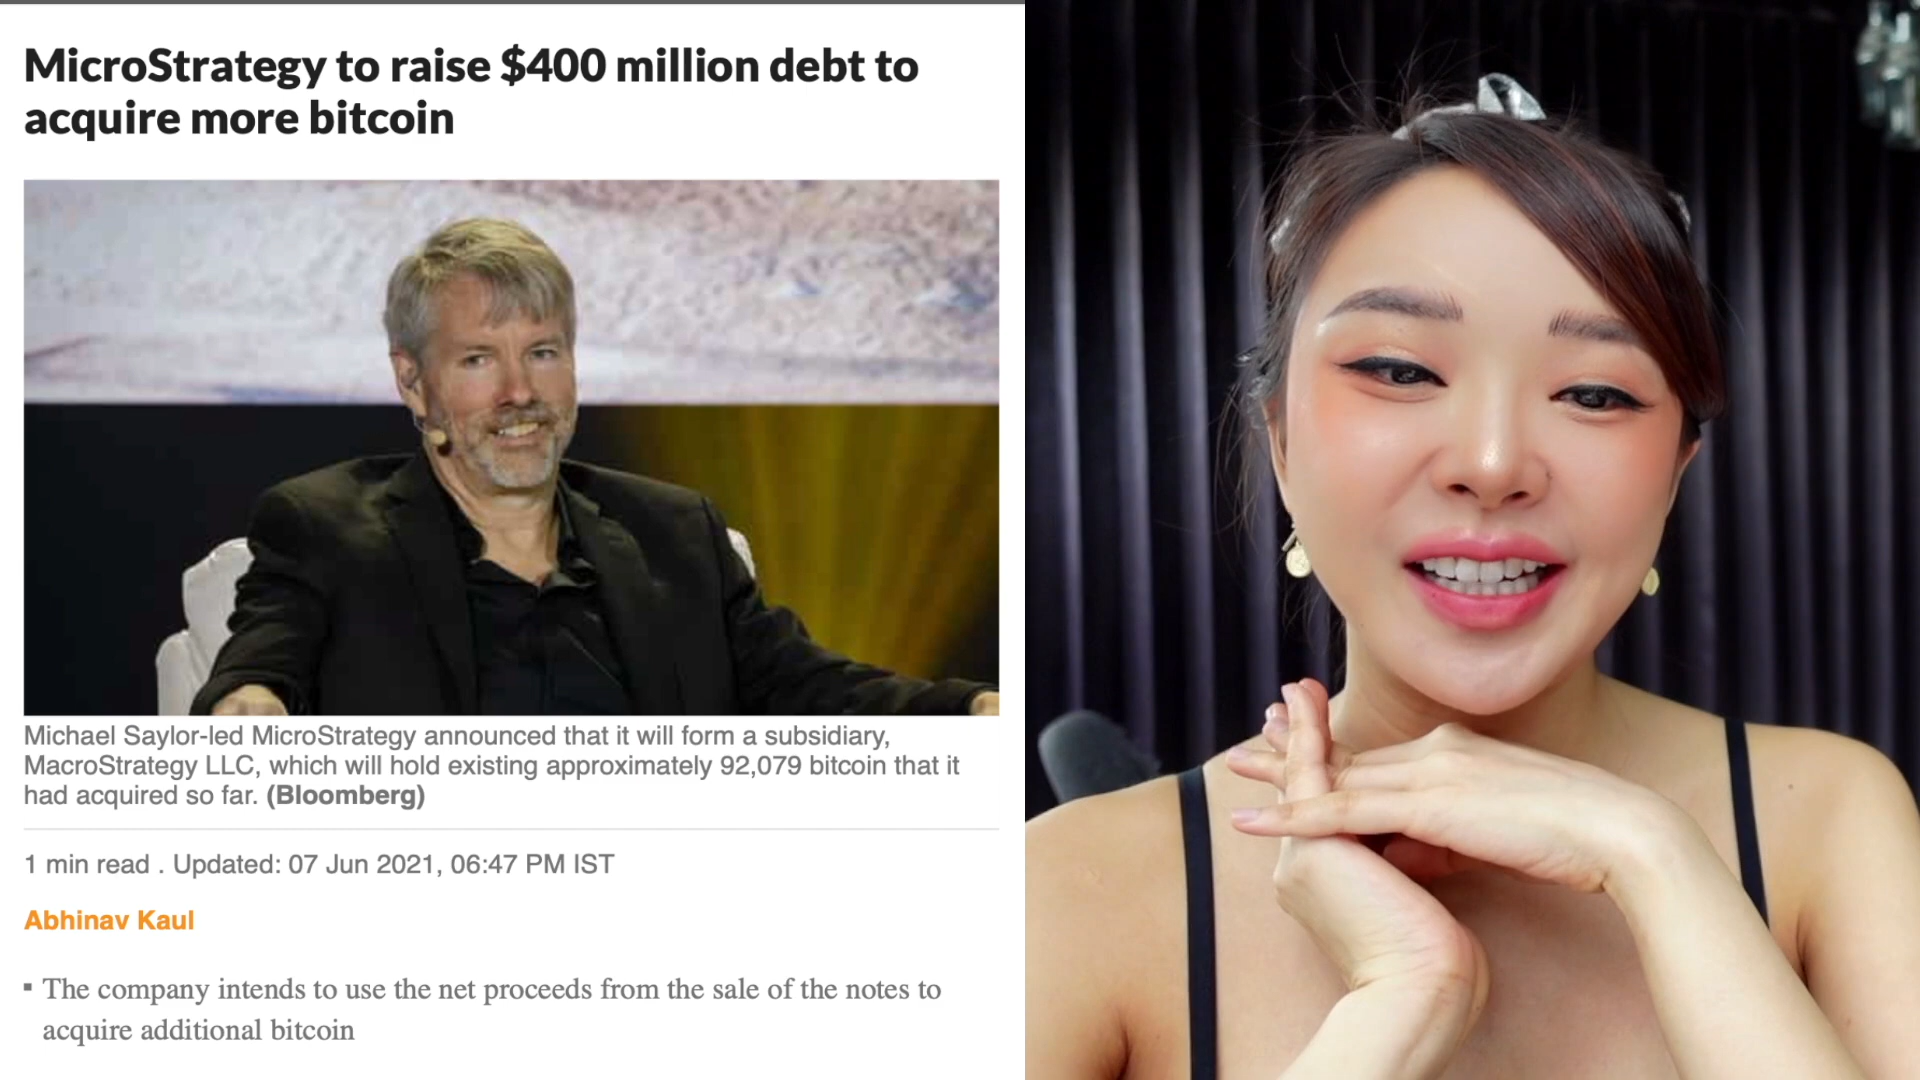 MicroStrategy to raise $400 million debt to
acquire more bitcoin
Michael Saylor-led MicroStrategy announced that it will form a subsidiary,
MacroStrategy LLC, which will hold existing approximately 92,079 bitcoin that it
had acquired so far. (Bloomberg)
1 min read . Updated: 07 Jun 2021, 06:47 PM IST
Abhinav Kaul
▪ The company intends to use the net proceeds from the sale of the notes to
acquire additional bitcoin